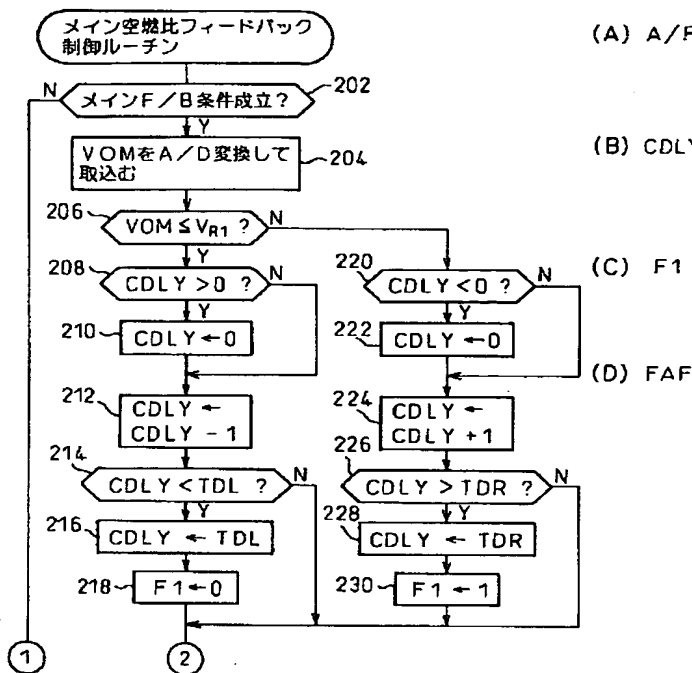 メイン空燃比フィードバック
制御ルーチン
(A) A/F
N
メインF/B条件成立?
202
Y
VOMをA/D変換して
取込む
204
(B) CDLY
206
VOM≤VR1 ?
N
Y
208
CDLY>0 ?
N
220
CDLY<0 ?
N
(C) F1
Y
Y
210
CDLY←0
222
CDLY←0
(D) FAF
212
CDLY←
CDLY-1
224
CDLY←
CDLY+1
214
CDLY<TDL ?
N
226
CDLY>TDR ?
N
Y
Y
216
CDLY←TDL
228
CDLY←TDR
218
F1←0
230
F1←1
1
2